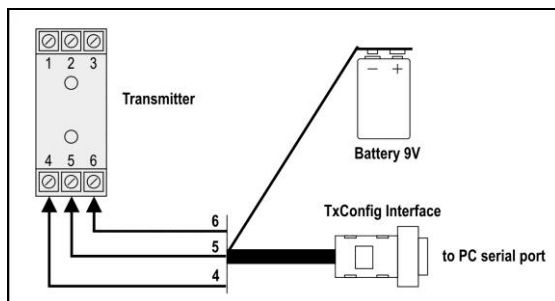 1 2 3
Transmitter
4 5 6
− +
Battery 9V
6
5
4
TxConfig Interface
to PC serial port